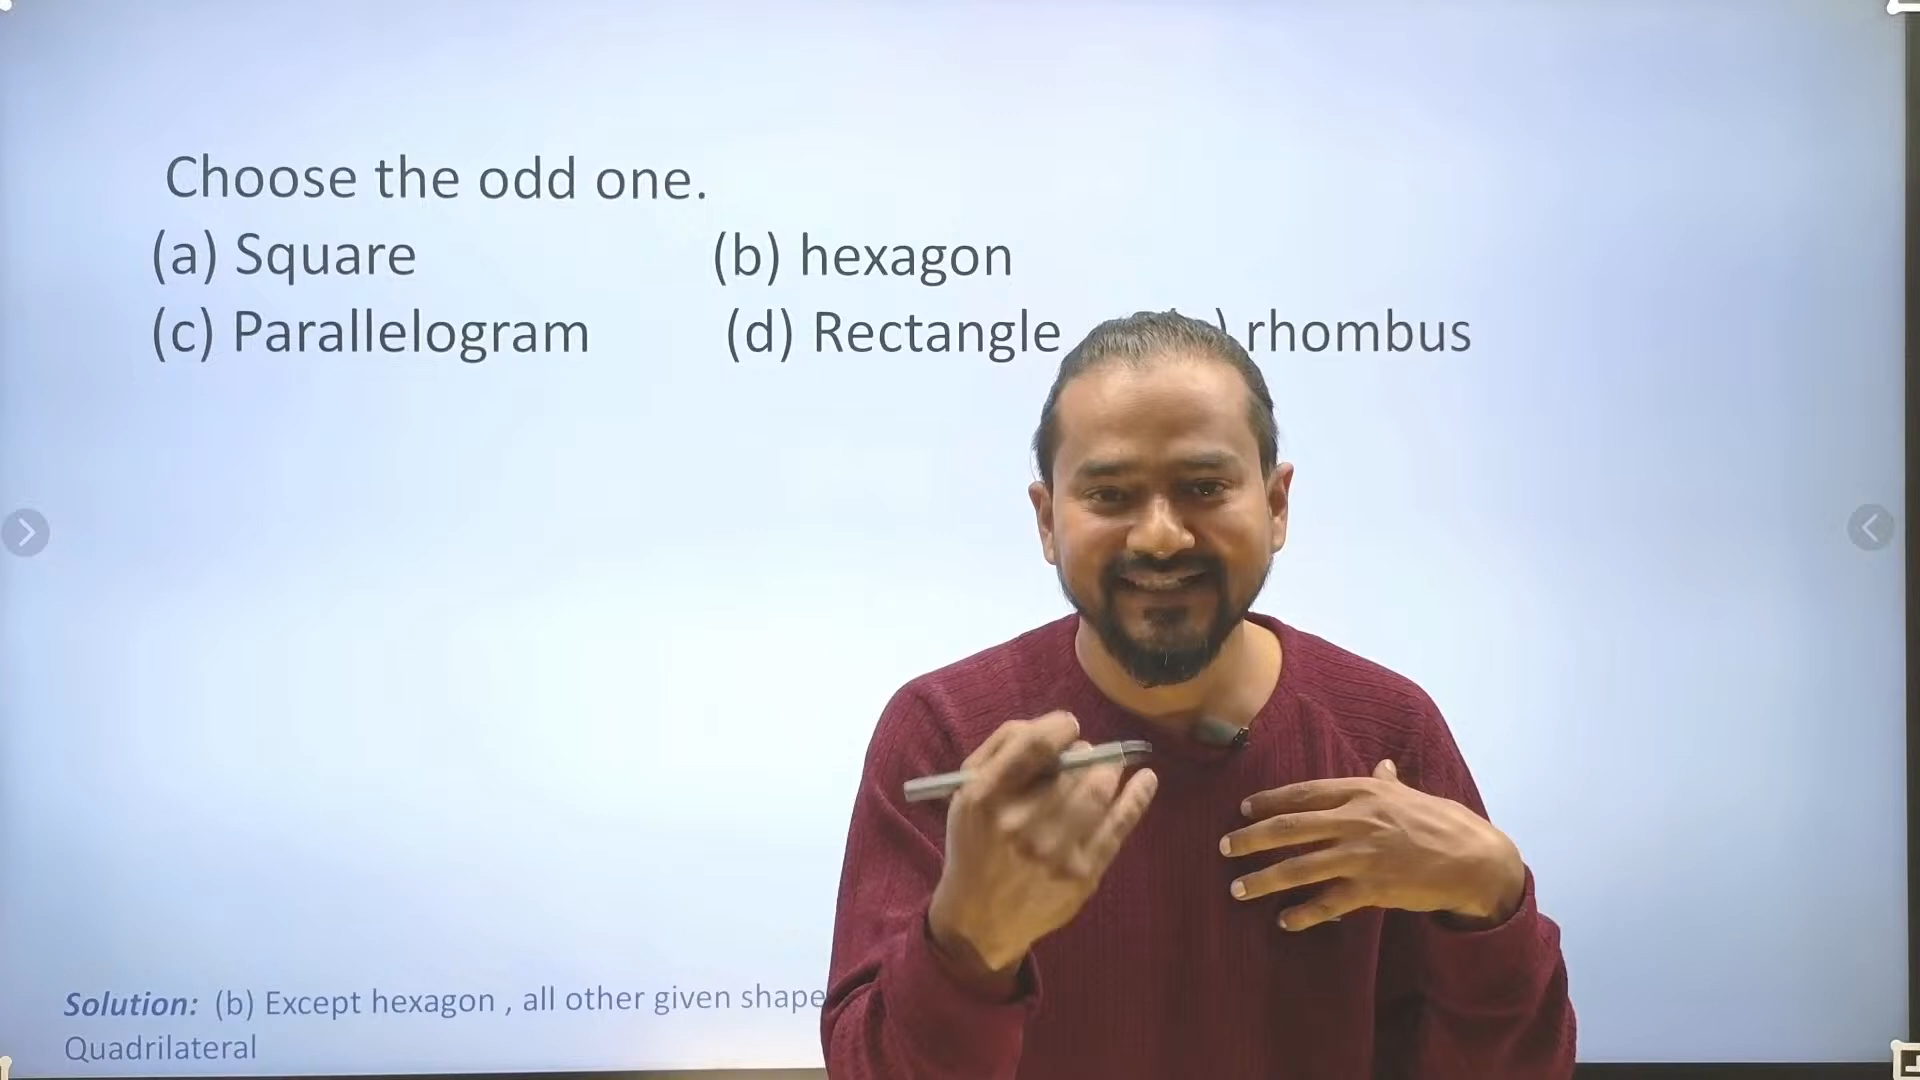 Choose the odd one.
(a) Square (b) hexagon
(c) Parallelogram (d) Rectangle rhombus
Solution: (b) Except hexagon , all other given shape
Quadrilateral